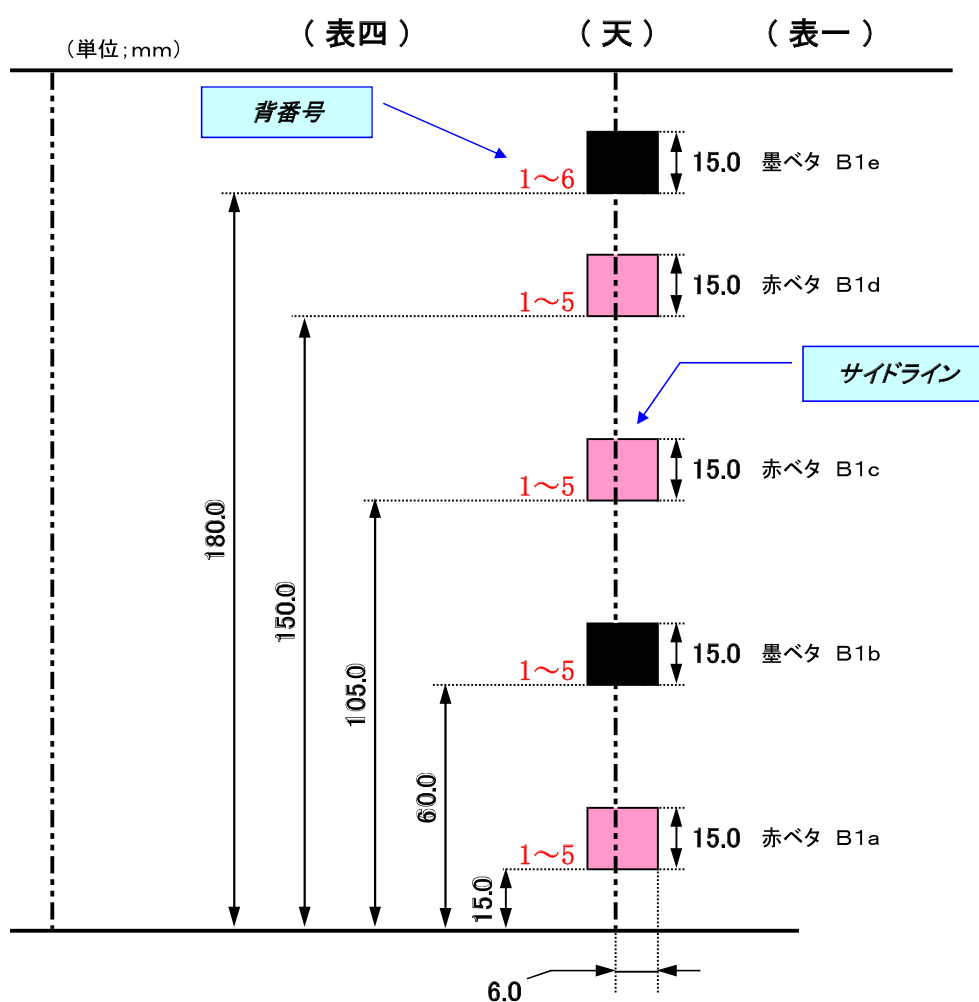 （単位；mm）
（ 表四 ）
（ 天 ）
（ 表一 ）
背番号
1～6
15.0 墨ベタ B1e
1～5
15.0 赤ベタ B1d
サイドライン
1～5
15.0 赤ベタ B1c
180.0
150.0
105.0
1～5
15.0 墨ベタ B1b
60.0
1～5
15.0 赤ベタ B1a
15.0
6.0